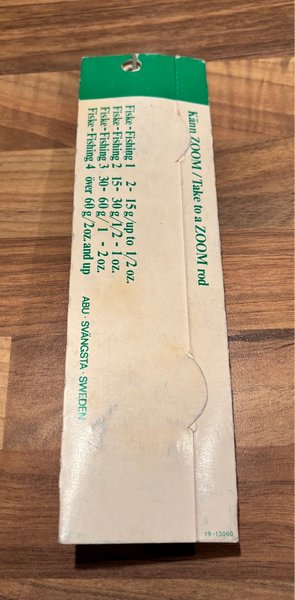 Känn ZOOM / Take to a ZOOM rod
Fiske-Fishing 1 2- 15 g/up to 1/2 oz.
Fiske-Fishing 2 15- 30 g/1/2 - 1 oz.
Fiske-Fishing 3 30- 60 g/ 1 - 2 oz.
Fiske-Fishing 4 över 60 g/2 oz. and up
ABU · SVÄNGSTA · SWEDEN
19-13060